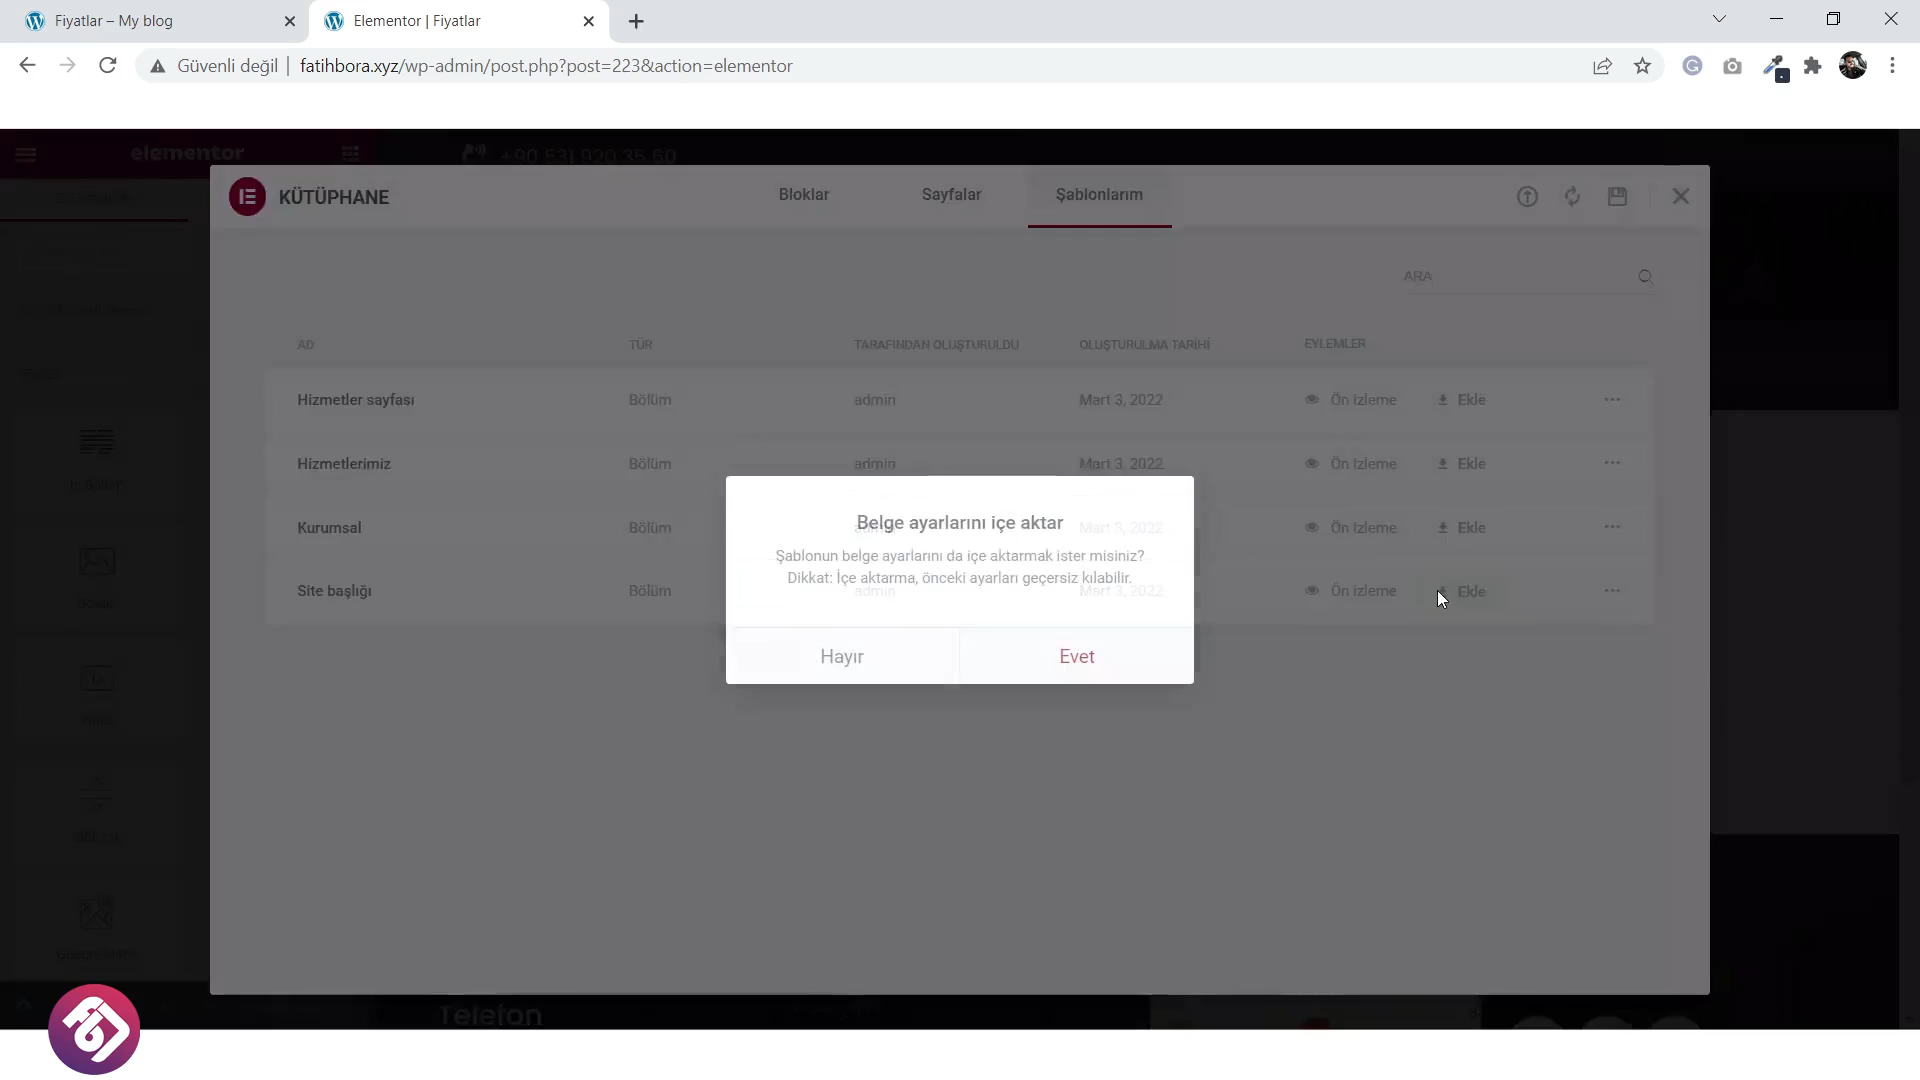 Fiyatlar – My blog
Elementor | Fiyatlar
Güvenli değil | fatihbora.xyz/wp-admin/post.php?post=223&action=elementor
elementor
+90 531 920 35 60
KÜTÜPHANE
Bloklar
Sayfalar
Şablonlarım
ARA
AD TÜR TARAFINDAN OLUŞTURULDU OLUŞTURULMA TARİHİ EYLEMLER
Hizmetler sayfası Bölüm admin Mart 3, 2022 Ön izleme Ekle
Hizmetlerimiz Bölüm admin Mart 3, 2022 Ön izleme Ekle
Kurumsal Bölüm admin Mart 3, 2022 Ön izleme Ekle
Site başlığı Bölüm admin Mart 3, 2022 Ön izleme Ekle
Belge ayarlarını içe aktar
Şablonun belge ayarlarını da içe aktarmak ister misiniz?
Dikkat: İçe aktarma, önceki ayarları geçersiz kılabilir.
Hayır
Evet
Telefon